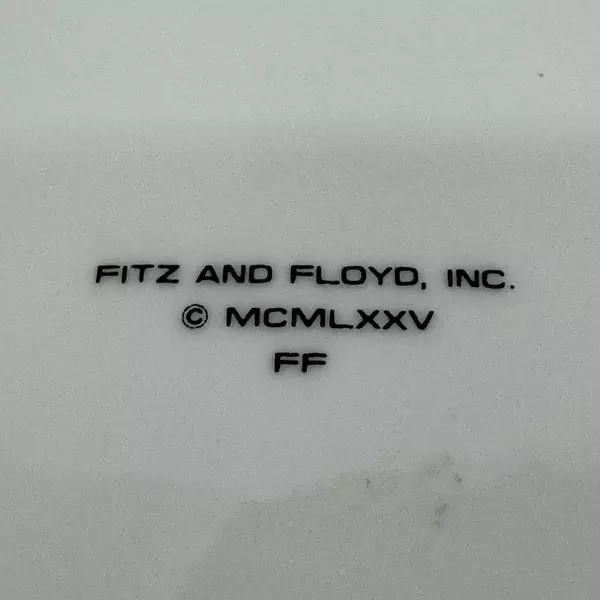 FITZ AND FLOYD, INC.
© MCMLXXV
FF